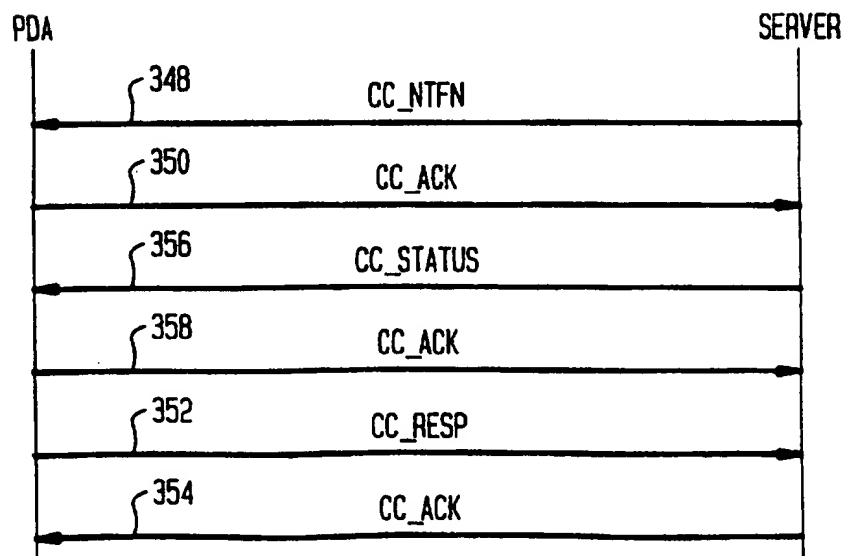 PDA SERVER
348 CC_NTFN
350 CC_ACK
356 CC_STATUS
358 CC_ACK
352 CC_RESP
354 CC_ACK